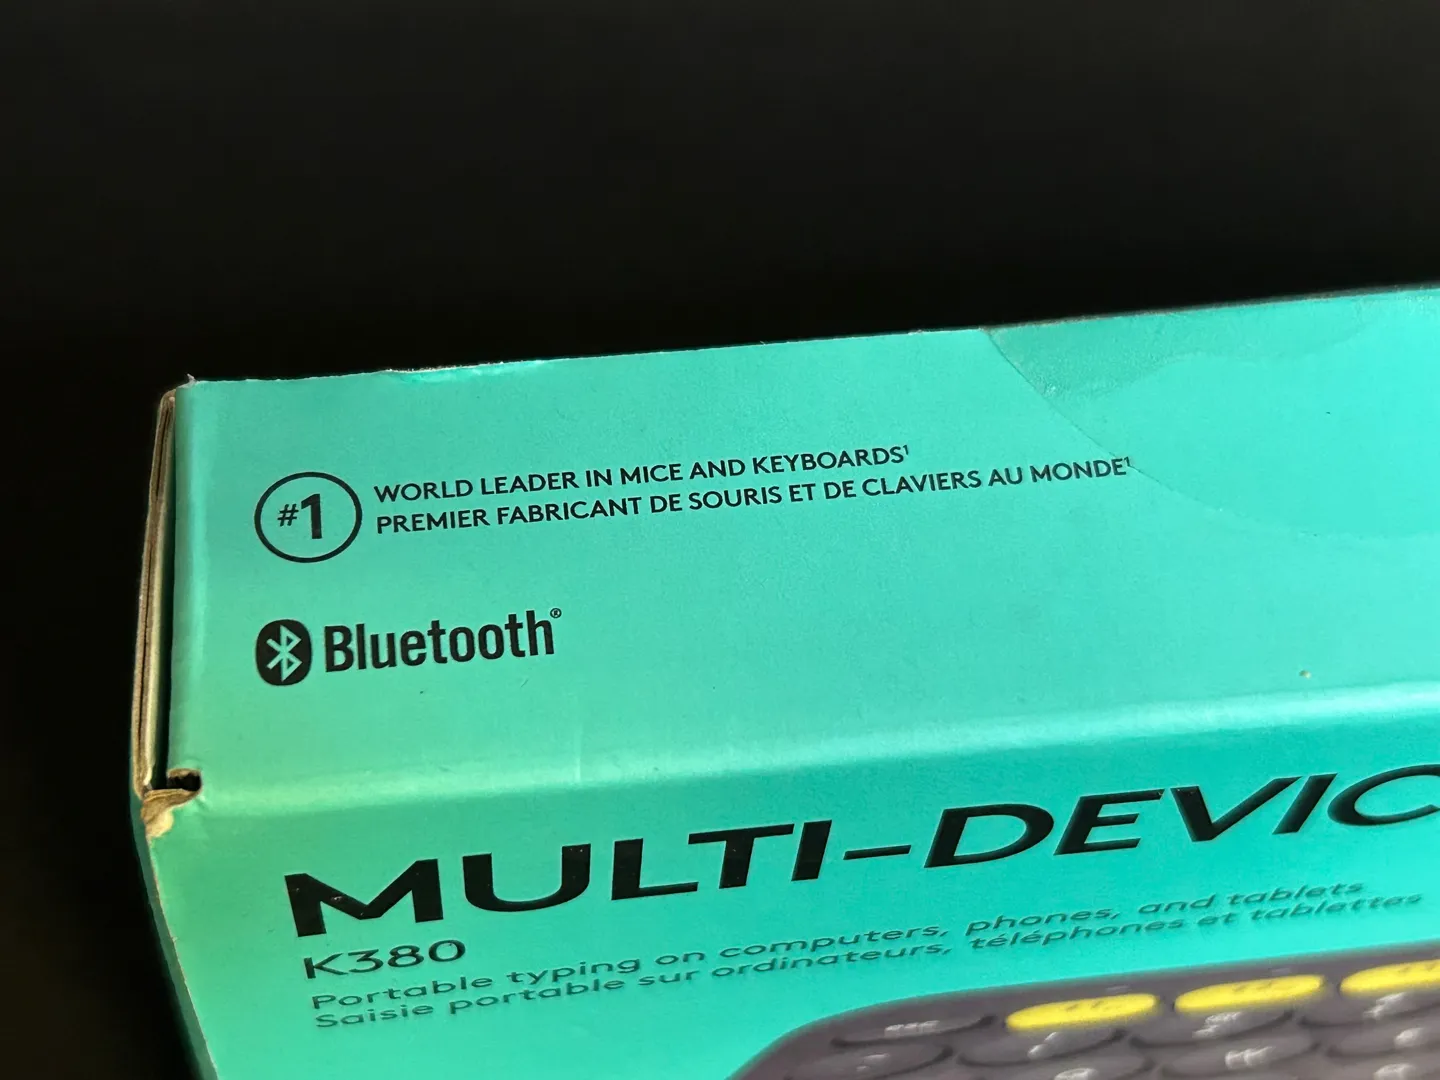 #1
WORLD LEADER IN MICE AND KEYBOARDS¹
PREMIER FABRICANT DE SOURIS ET DE CLAVIERS AU MONDE¹
Bluetooth®
MULTI-DEVIC
K380
Portable typing on computers, phones, and tablets
Saisie portable sur ordinateurs, téléphones et tablettes